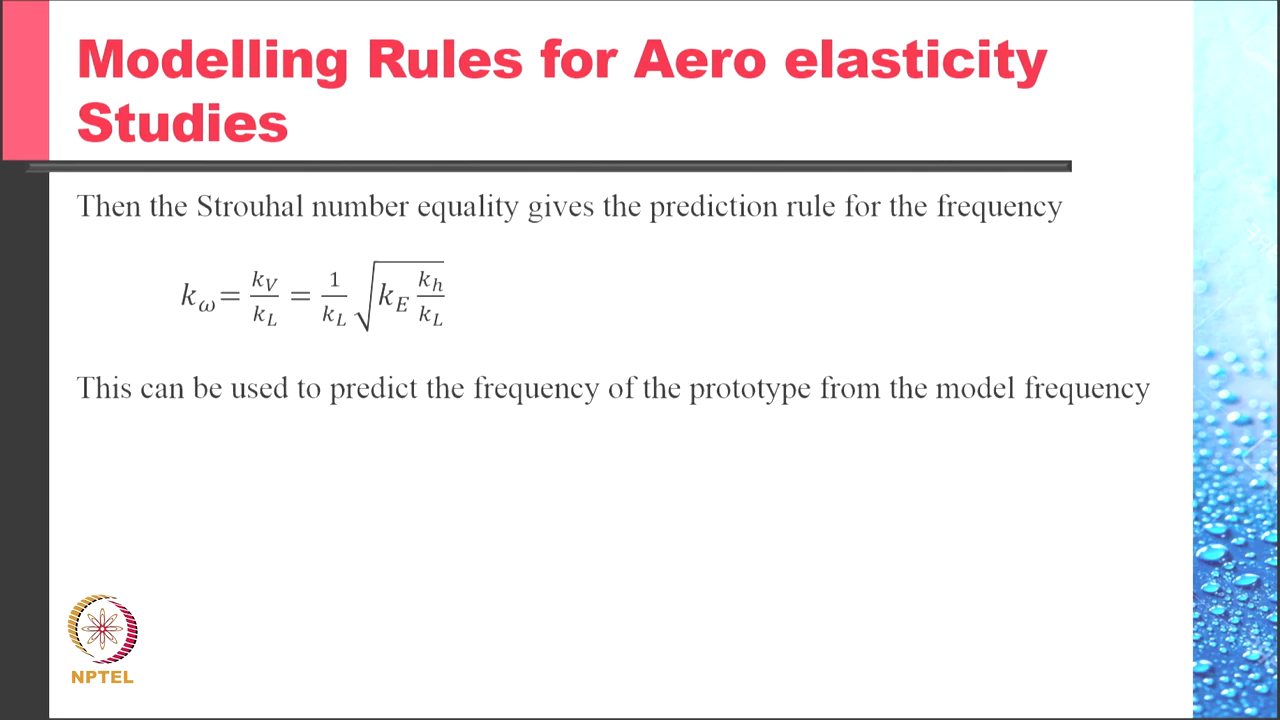 Modelling Rules for Aero elasticity
Studies
Then the Strouhal number equality gives the prediction rule for the frequency
k_ω = k_V/k_L = 1/k_L √(k_E k_h/k_L)
This can be used to predict the frequency of the prototype from the model frequency
NPTEL